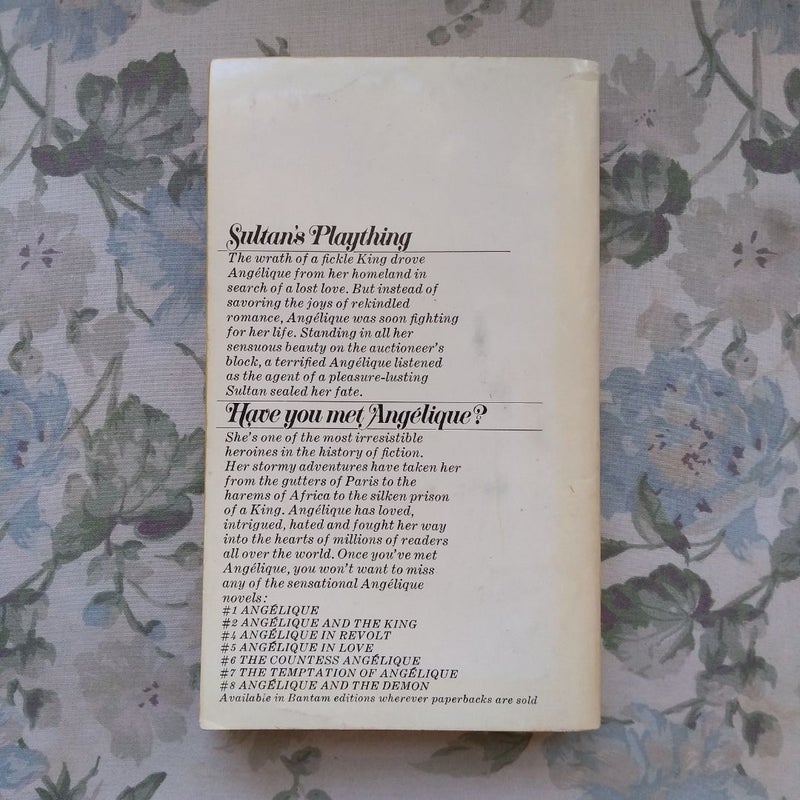 Sultan's Plaything
The wrath of a fickle King drove
Angélique from her homeland in
search of a lost love. But instead of
savoring the joys of rekindled
romance, Angélique was soon fighting
for her life. Standing in all her
sensuous beauty on the auctioneer's
block, a terrified Angélique listened
as the agent of a pleasure-lusting
Sultan sealed her fate.
Have you met Angélique?
She's one of the most irresistible
heroines in the history of fiction.
Her stormy adventures have taken her
from the gutters of Paris to the
harems of Africa to the silken prison
of a King. Angélique has loved,
intrigued, hated and fought her way
into the hearts of millions of readers
all over the world. Once you've met
Angélique, you won't want to miss
any of the sensational Angélique
novels:
#1 ANGÉLIQUE
#2 ANGÉLIQUE AND THE KING
#4 ANGÉLIQUE IN REVOLT
#5 ANGÉLIQUE IN LOVE
#6 THE COUNTESS ANGÉLIQUE
#7 THE TEMPTATION OF ANGÉLIQUE
#8 ANGÉLIQUE AND THE DEMON
Available in Bantam editions wherever paperbacks are sold